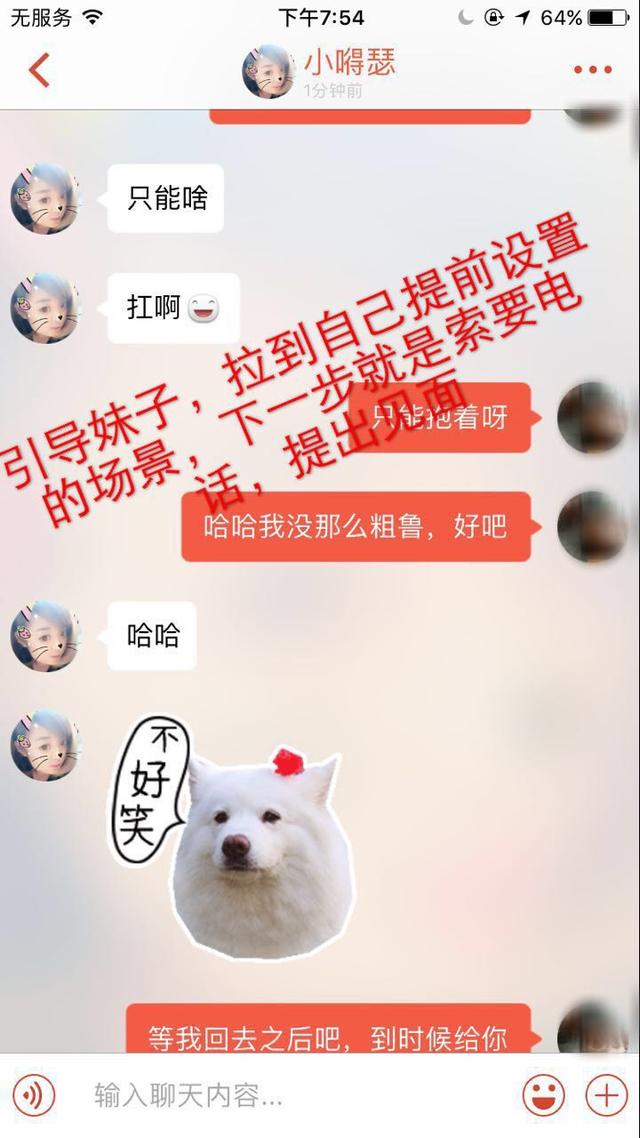 无服务 下午7:54 64%
小嘚瑟
1分钟前
只能啥
扛啊
引导妹子，拉到自己提前设置
的场景，下一步就是索要电
话，提出见面
只能抱着呀
哈哈我没那么粗鲁，好吧
哈哈
不
好
笑
等我回去之后吧，到时候给你
输入聊天内容...